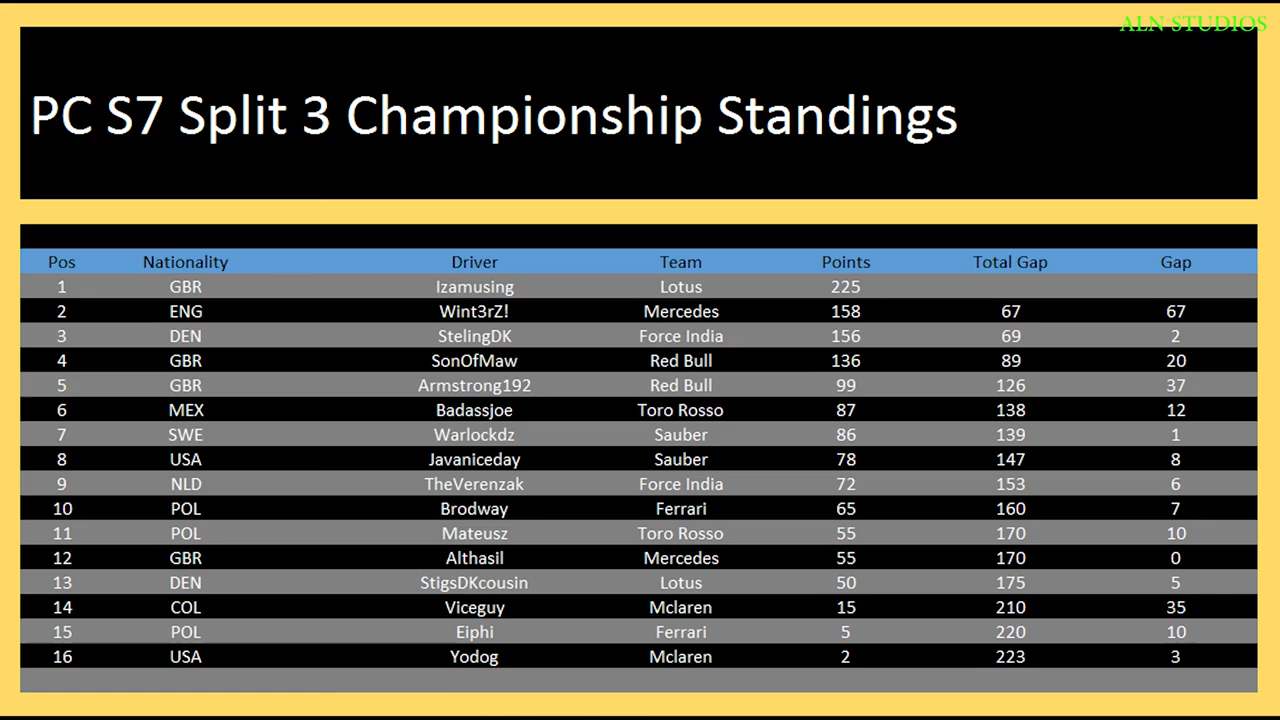 ALN STUDIOS
PC S7 Split 3 Championship Standings
Pos Nationality Driver Team Points Total Gap Gap
1 GBR Izamusing Lotus 225
2 ENG Wint3rZ! Mercedes 158 67 67
3 DEN StelingDK Force India 156 69 2
4 GBR SonOfMaw Red Bull 136 89 20
5 GBR Armstrong192 Red Bull 99 126 37
6 MEX Badassjoe Toro Rosso 87 138 12
7 SWE Warlockdz Sauber 86 139 1
8 USA Javaniceday Sauber 78 147 8
9 NLD TheVerenzak Force India 72 153 6
10 POL Brodway Ferrari 65 160 7
11 POL Mateusz Toro Rosso 55 170 10
12 GBR Althasil Mercedes 55 170 0
13 DEN StigsDKcousin Lotus 50 175 5
14 COL Viceguy Mclaren 15 210 35
15 POL Eiphi Ferrari 5 220 10
16 USA Yodog Mclaren 2 223 3